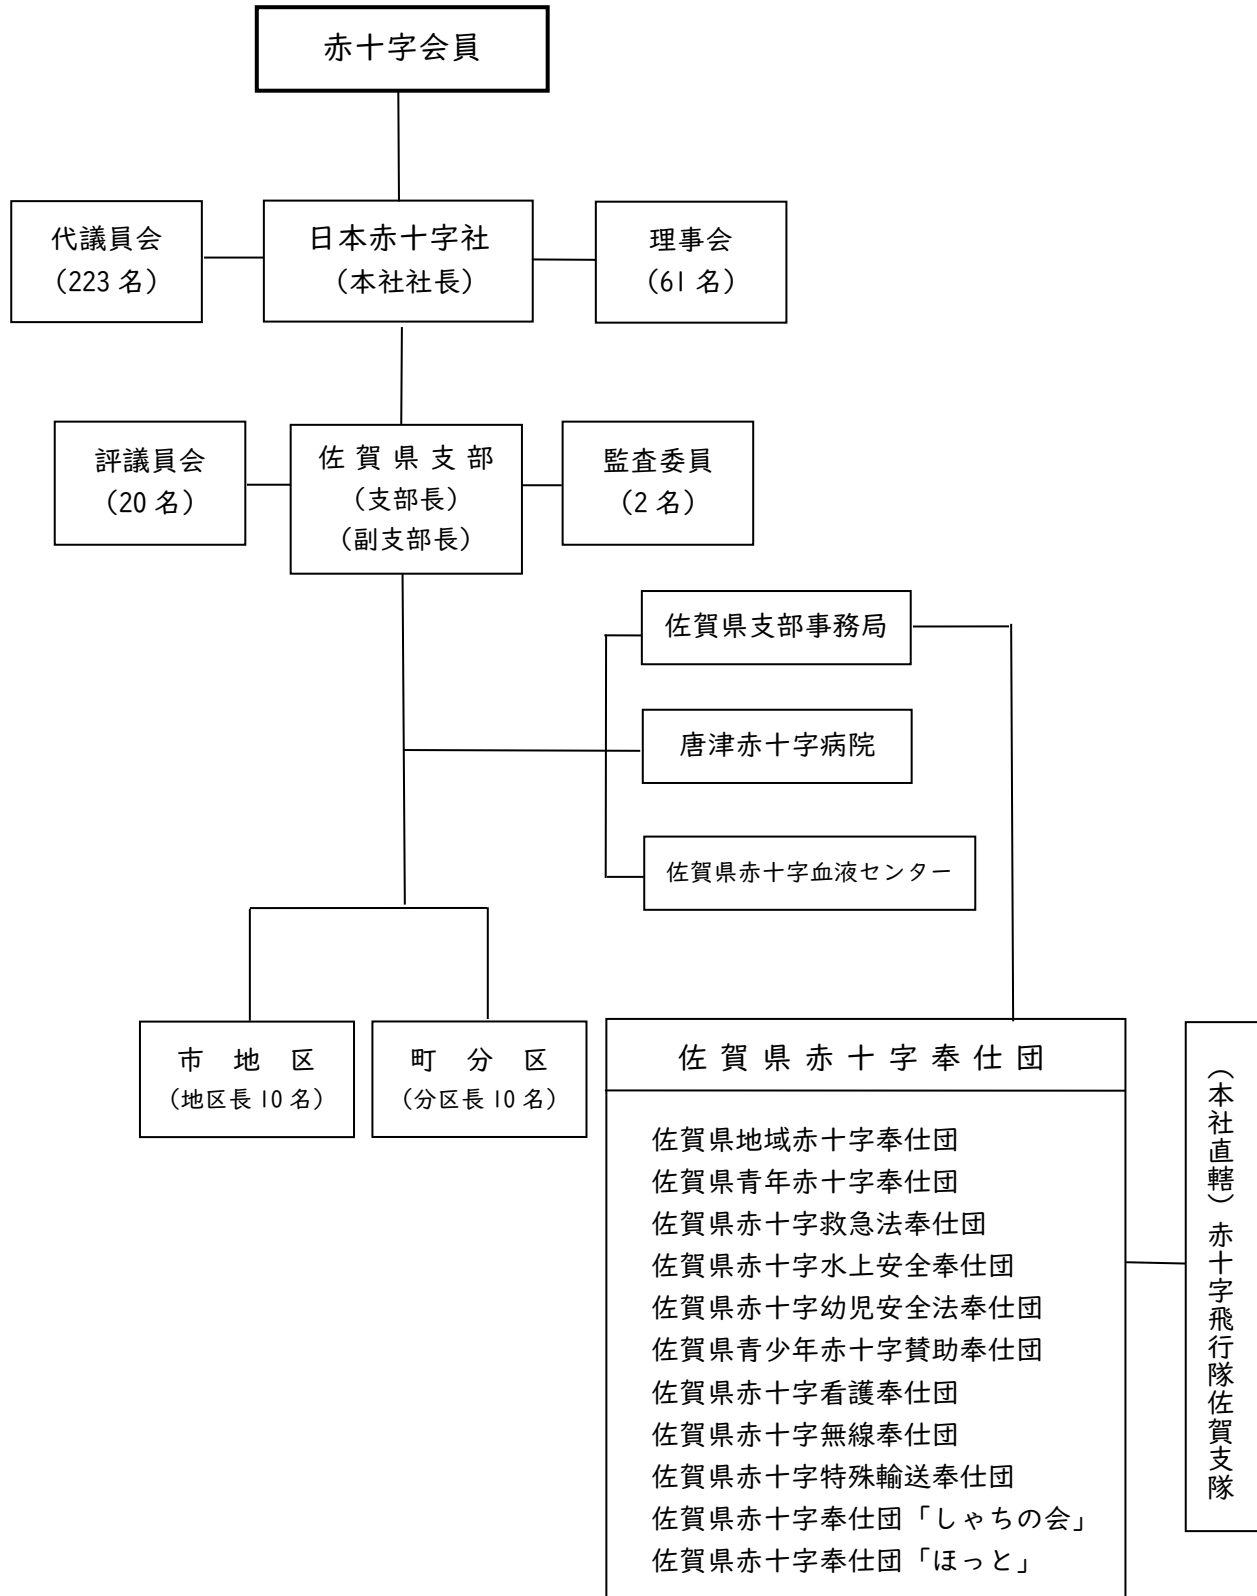 赤十字会員
代議員会
（223 名）
日本赤十字社
（本社社長）
理事会
（61 名）
評議員会
（20 名）
佐賀県支部
（支部長）
（副支部長）
監査委員
（2 名）
佐賀県支部事務局
唐津赤十字病院
佐賀県赤十字血液センター
市　地　区
（地区長 10 名）
町　分　区
（分区長 10 名）
佐賀県赤十字奉仕団
佐賀県地域赤十字奉仕団
佐賀県青年赤十字奉仕団
佐賀県赤十字救急法奉仕団
佐賀県赤十字水上安全奉仕団
佐賀県赤十字幼児安全法奉仕団
佐賀県青少年赤十字賛助奉仕団
佐賀県赤十字看護奉仕団
佐賀県赤十字無線奉仕団
佐賀県赤十字特殊輸送奉仕団
佐賀県赤十字奉仕団「しゃちの会」
佐賀県赤十字奉仕団「ほっと」
（本社直轄）赤十字飛行隊佐賀支隊